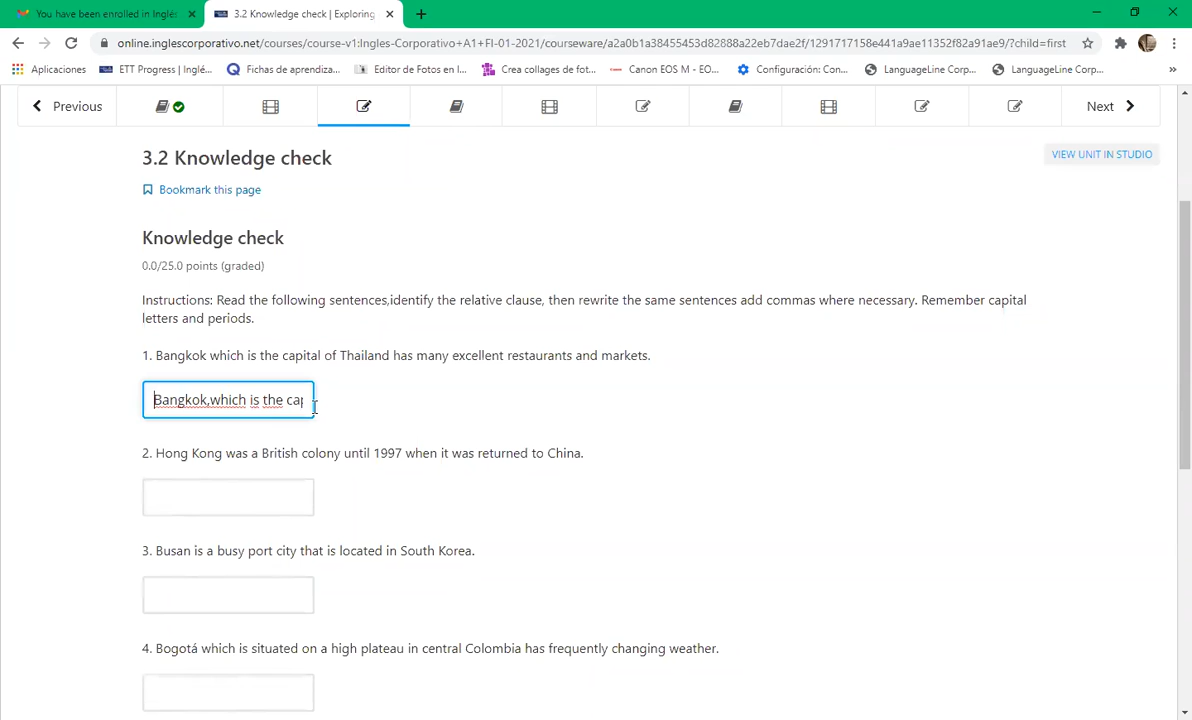 You have been enrolled in Inglés
3.2 Knowledge check | Exploring
online.inglescorporativo.net/courses/course-v1:Ingles-Corporativo+A1+FI-01-2021/courseware/a2a0b1a38455453d82888a22eb7dae2f/1291717158e441a9ae11352f82a91ae9/?child=first
Aplicaciones ETT Progress | Inglé... Fichas de aprendiza... Editor de Fotos en l... Crea collages de fot... Canon EOS M - EO... Configuración: Con... LanguageLine Corp... LanguageLine Corp... »
Previous Next
3.2 Knowledge check
VIEW UNIT IN STUDIO
Bookmark this page
Knowledge check
0.0/25.0 points (graded)
Instructions: Read the following sentences,identify the relative clause, then rewrite the same sentences add commas where necessary. Remember capital
letters and periods.
1. Bangkok which is the capital of Thailand has many excellent restaurants and markets.
Bangkok,which is the cap
2. Hong Kong was a British colony until 1997 when it was returned to China.
3. Busan is a busy port city that is located in South Korea.
4. Bogotá which is situated on a high plateau in central Colombia has frequently changing weather.